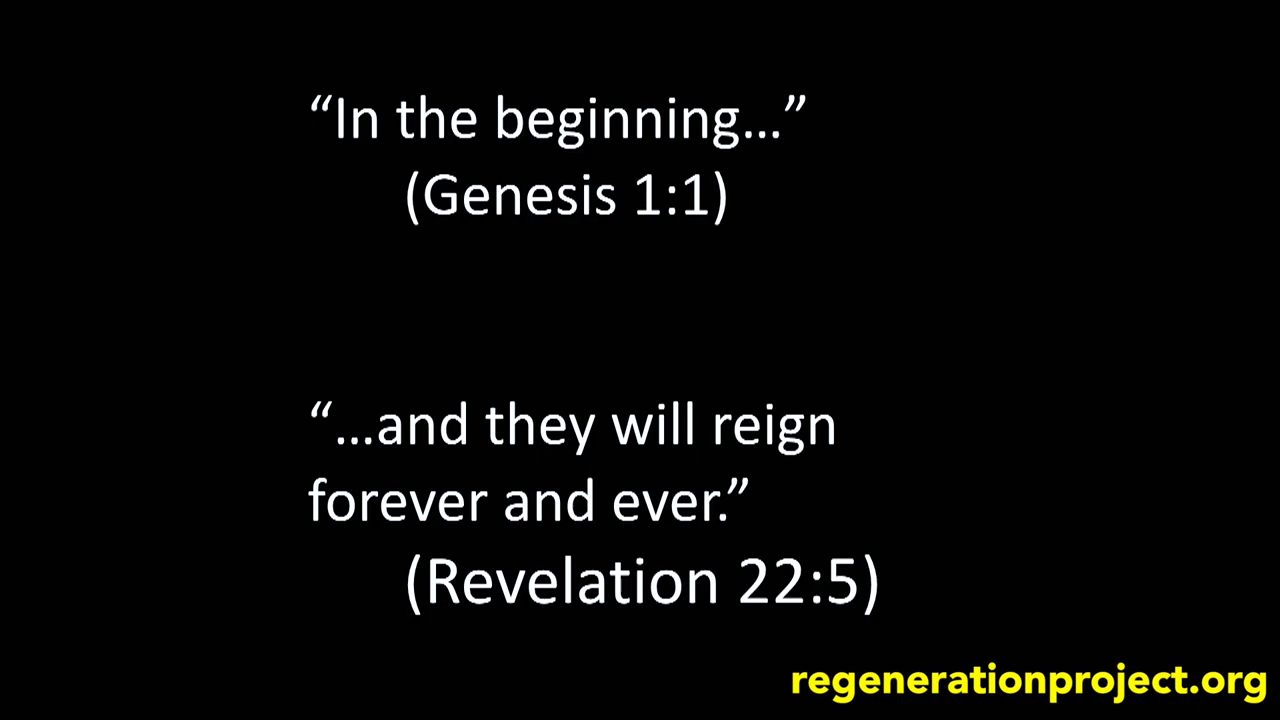 “In the beginning…”
(Genesis 1:1)
“…and they will reign
forever and ever.”
(Revelation 22:5)
regenerationproject.org